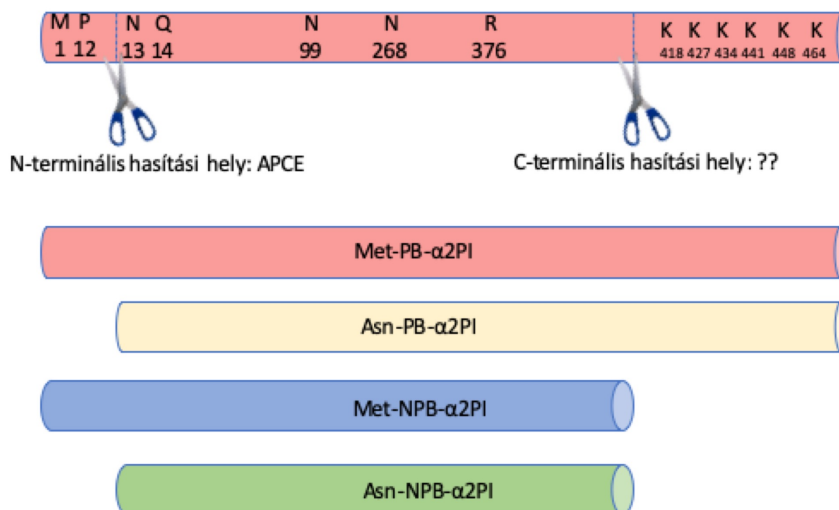 M P N Q N N R K K K K K K
1 12 13 14 99 268 376 418 427 434 441 448 464
N-terminális hasítási hely: APCE C-terminális hasítási hely: ??
Met-PB-α2PI
Asn-PB-α2PI
Met-NPB-α2PI
Asn-NPB-α2PI